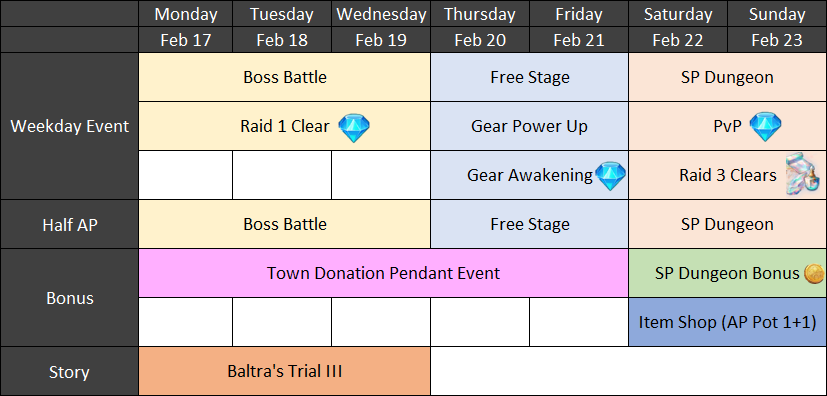 Monday Tuesday Wednesday Thursday Friday Saturday Sunday
Feb 17 Feb 18 Feb 19 Feb 20 Feb 21 Feb 22 Feb 23
Weekday Event
Boss Battle Free Stage SP Dungeon
Raid 1 Clear Gear Power Up PvP
Gear Awakening Raid 3 Clears
Half AP Boss Battle Free Stage SP Dungeon
Bonus
Town Donation Pendant Event SP Dungeon Bonus
Item Shop (AP Pot 1+1)
Story Baltra's Trial III